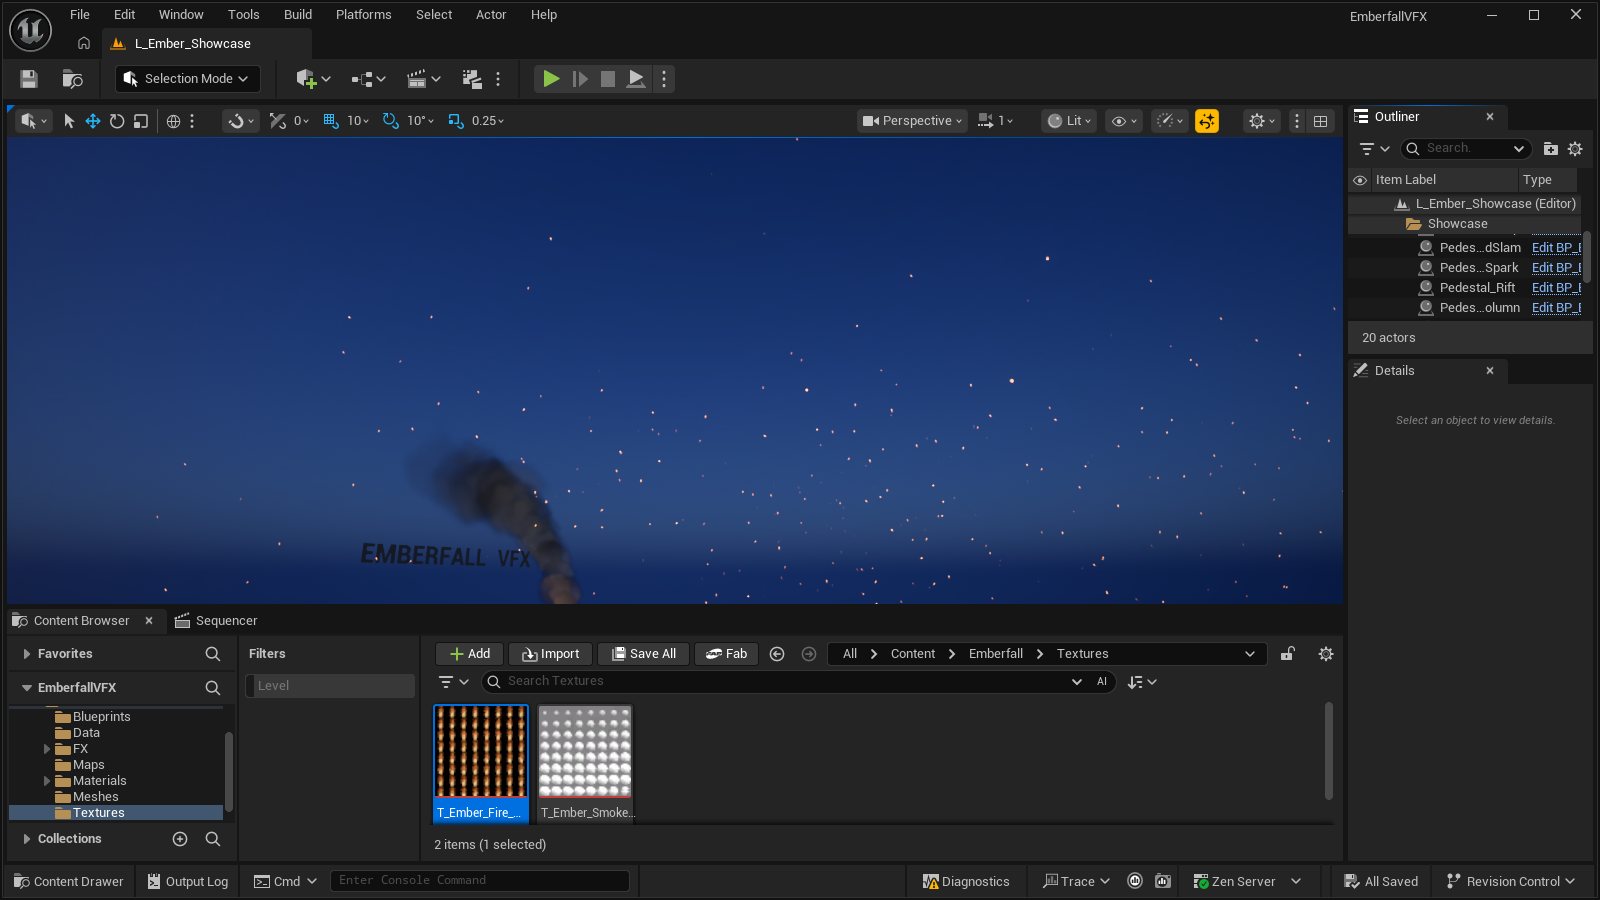 File Edit Window Tools Build Platforms Select Actor Help
EmberfallVFX
L_Ember_Showcase
Selection Mode
0 10 10° 0.25
Perspective 1 Lit
EMBERFALL VFX
Outliner
Search.
Item Label Type
L_Ember_Showcase (Editor)
Showcase
Pedes...dSlam Edit BP_E
Pedes...Spark Edit BP_E
Pedestal_Rift Edit BP_E
Pedes...olumn Edit BP_E
20 actors
Details
Select an object to view details.
Content Browser Sequencer
Favorites
EmberfallVFX
Blueprints
Data
FX
Maps
Materials
Meshes
Textures
Collections
Filters
Level
Add Import Save All Fab
All Content Emberfall Textures
Search Textures
AI
T_Ember_Fire_... T_Ember_Smoke...
2 items (1 selected)
Content Drawer Output Log Cmd Enter Console Command
Diagnostics Trace Zen Server All Saved Revision Control